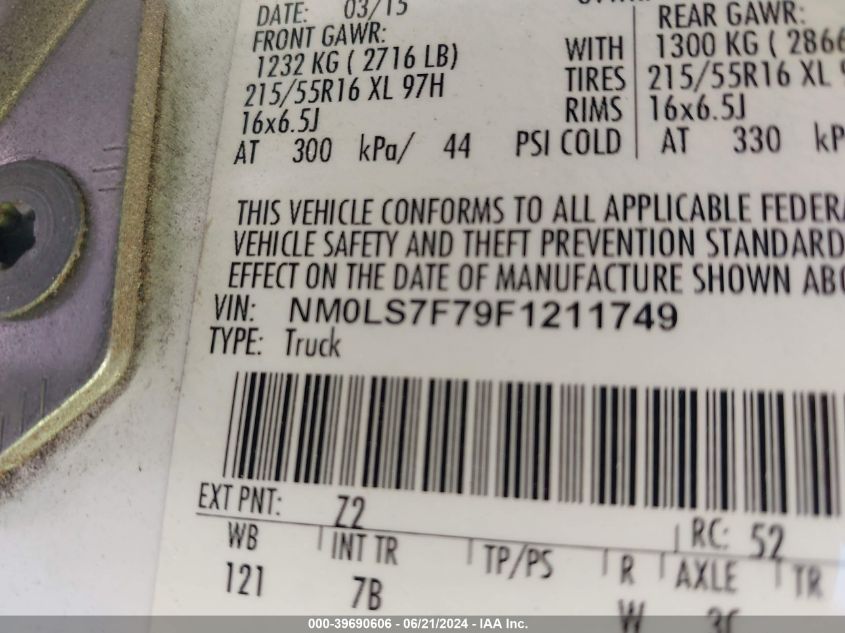 DATE: 03/15
FRONT GAWR:
1232 KG ( 2716 LB)
215/55R16 XL 97H
16x6.5J
AT 300 kPa/ 44 PSI COLD
WITH
TIRES
RIMS
REAR GAWR:
1300 KG ( 2866
215/55R16 XL 9
16x6.5J
AT 330 kP
THIS VEHICLE CONFORMS TO ALL APPLICABLE FEDERA
VEHICLE SAFETY AND THEFT PREVENTION STANDARD
EFFECT ON THE DATE OF MANUFACTURE SHOWN ABO
VIN: NM0LS7F79F1211749
TYPE: Truck
EXT PNT: Z2 RC: 52
WB INT TR TP/PS R AXLE TR
121 7B W
000-39690606 / 06/21/2024 - IAA Inc.